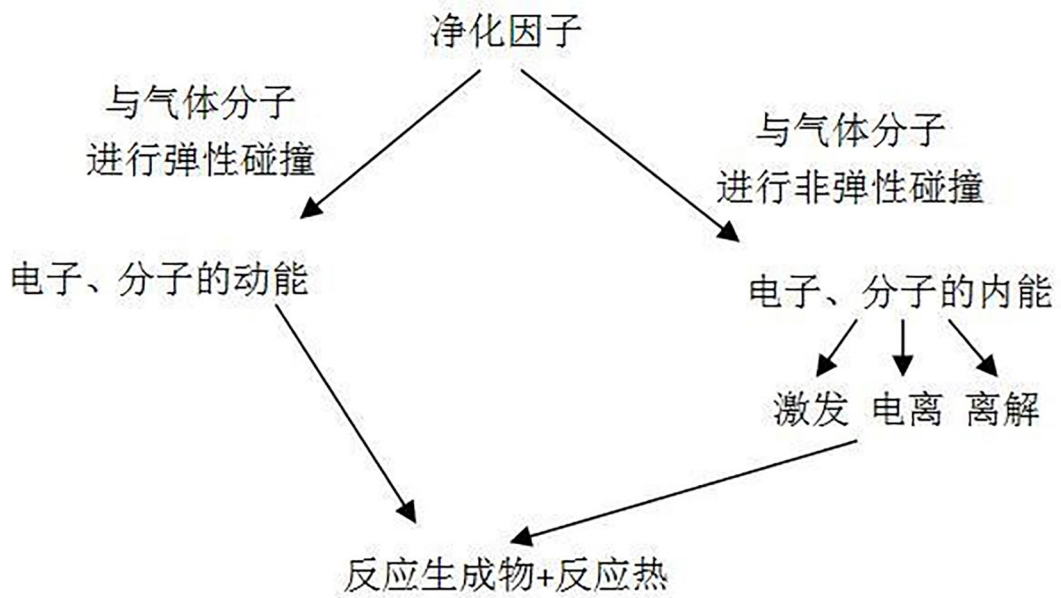 净化因子
与气体分子
进行弹性碰撞
与气体分子
进行非弹性碰撞
电子、分子的动能
电子、分子的内能
激发 电离 离解
反应生成物+反应热